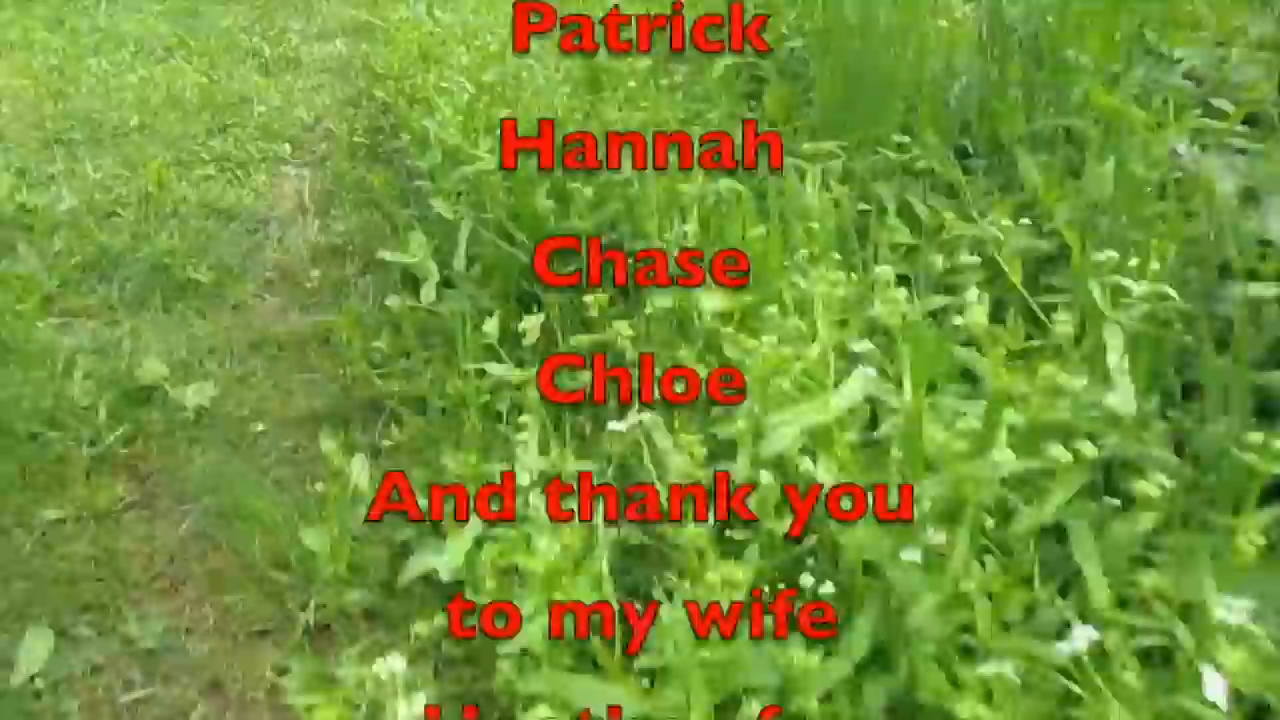 Patrick
Hannah
Chase
Chloe
And thank you
to my wife